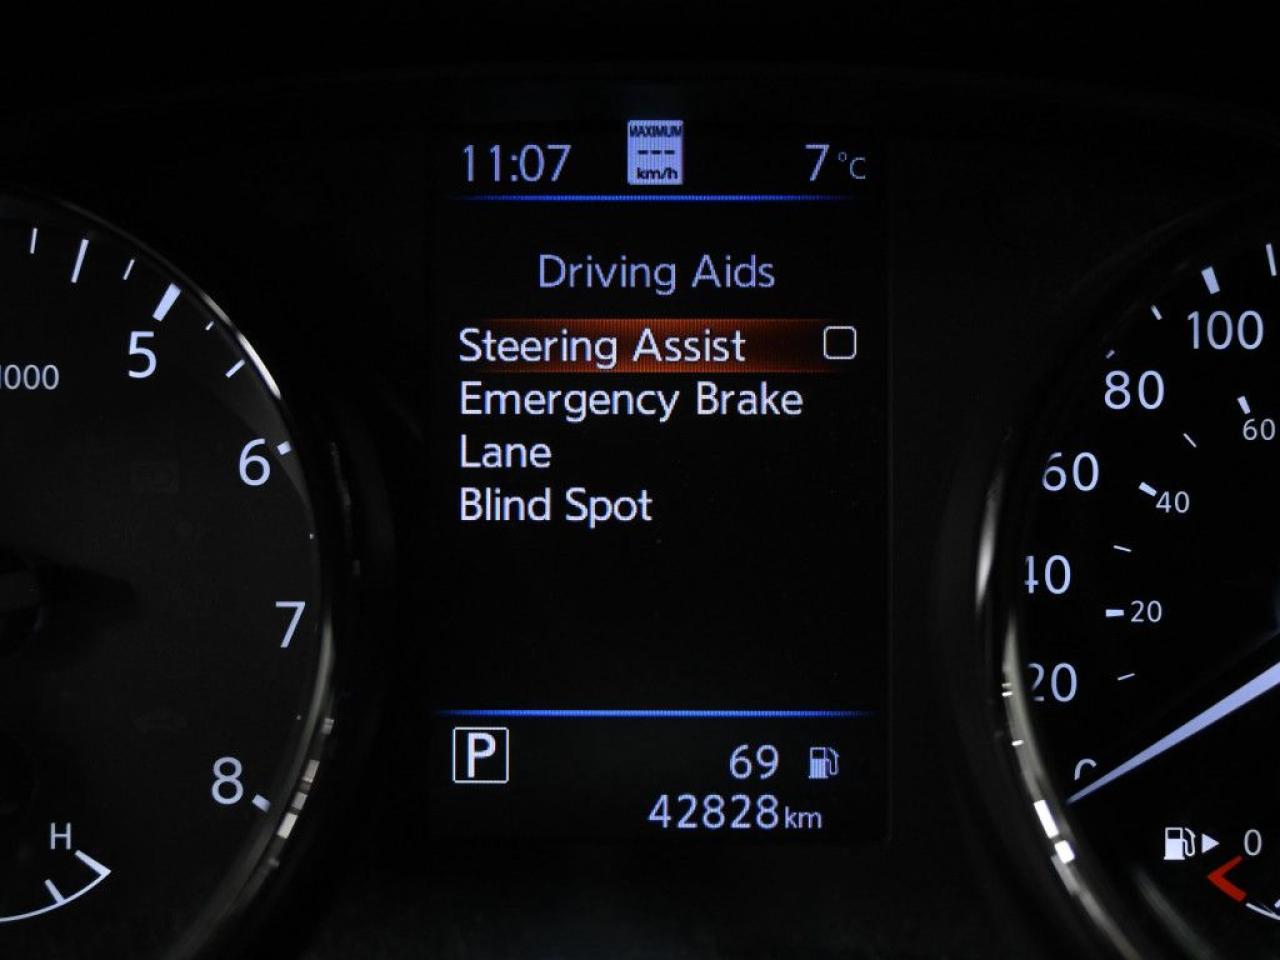 11:07
MAXIMUM
---
km/h
7°C
Driving Aids
Steering Assist
Emergency Brake
Lane
Blind Spot
P
69
42828km
1000
5
6
7
8
H
100
80
60
40
20
0
60
40
20
0